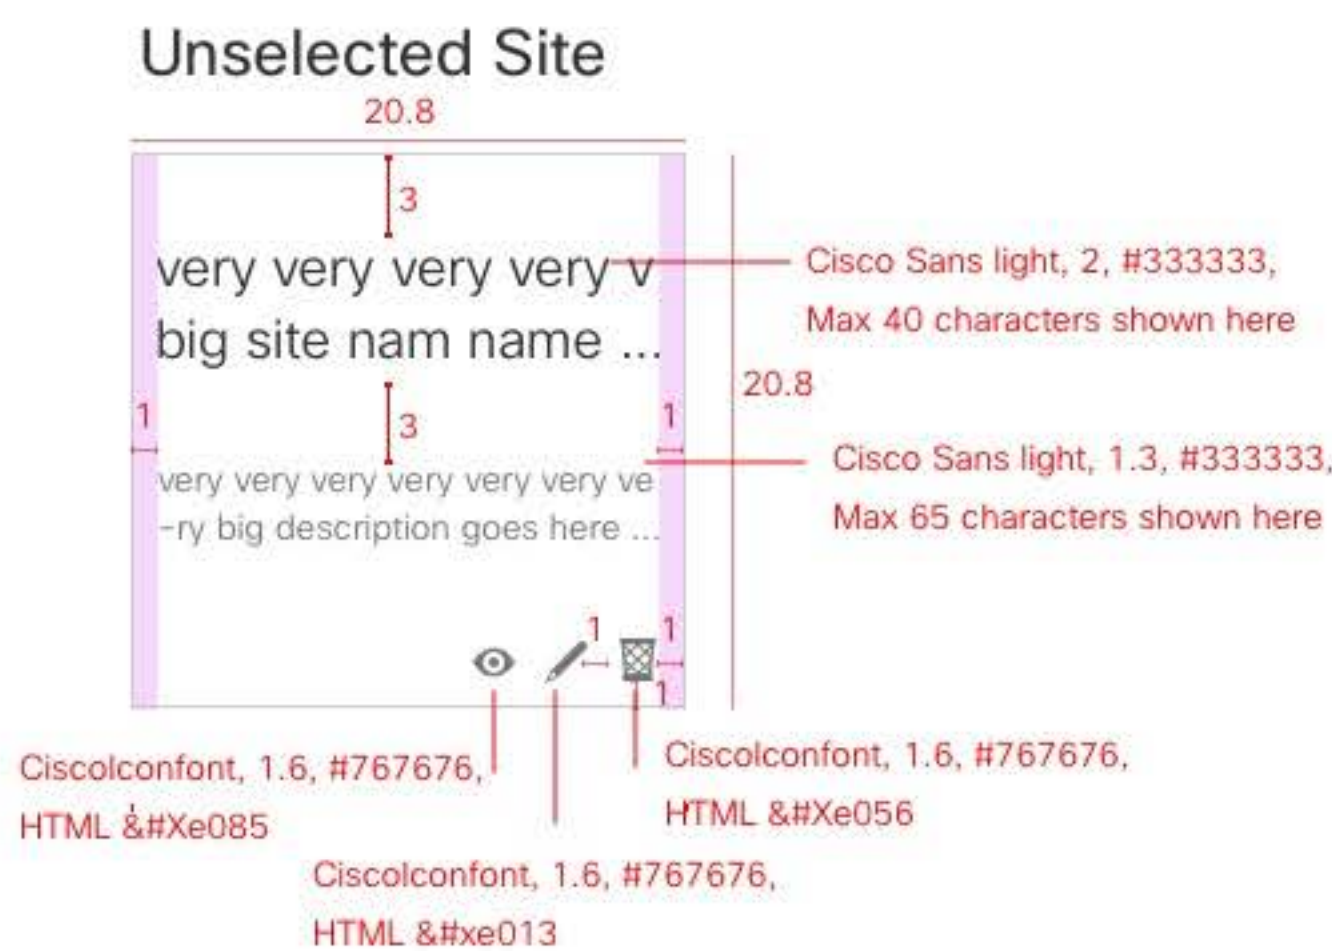 Unselected Site
20.8
3
very very very very v
big site nam name ...
Cisco Sans light, 2, #333333,
Max 40 characters shown here
20.8
1
3
1
very very very very very very ve
-ry big description goes here ...
Cisco Sans light, 1.3, #333333,
Max 65 characters shown here
1
1
1
CiscoIconfont, 1.6, #767676,
HTML &#Xe085
CiscoIconfont, 1.6, #767676,
HTML &#Xe056
CiscoIconfont, 1.6, #767676,
HTML &#xe013